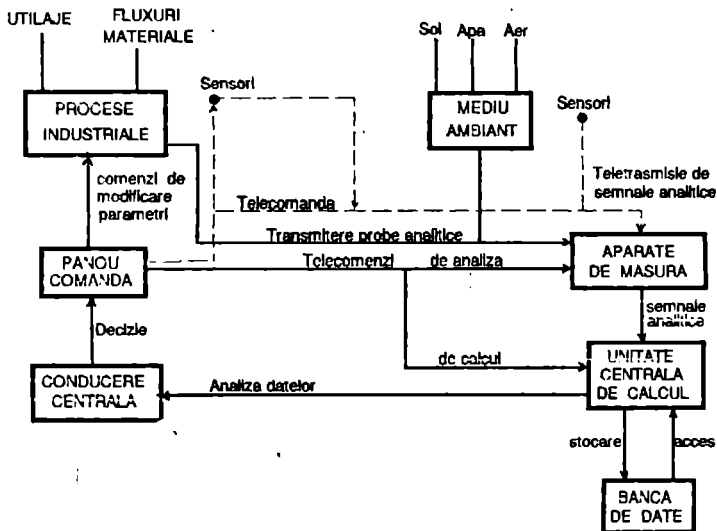 UTILAJE
FLUXURI
MATERIALE
Sol Apa Aer
Sensori
Sensori
PROCESE
INDUSTRIALE
MEDIU
AMBIANT
Teletrasmisie de
semnale analitice
comenzi de
modificare
parametri
Telecomanda
Transmitere probe analitice
PANOU
COMANDA
Telecomenzi de analiza
APARATE
DE MASURA
semnale
analitice
Decizie
de calcul
UNITATE
CENTRALA
DE CALCUL
CONDUCERE
CENTRALA
Analiza datelor
stocare
acces
BANCA
DE DATE